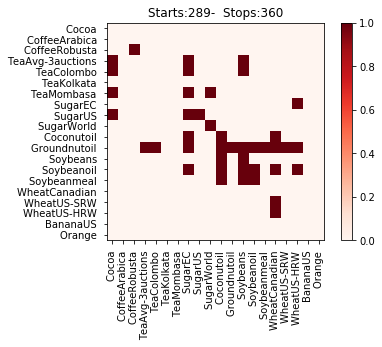 Starts:289- Stops:360
Cocoa
CoffeeArabica
CoffeeRobusta
TeaAvg-3auctions
TeaColombo
TeaKolkata
TeaMombasa
SugarEC
SugarUS
SugarWorld
Coconutoil
Groundnutoil
Soybeans
Soybeanoil
Soybeanmeal
WheatCanadian
WheatUS-SRW
WheatUS-HRW
BananaUS
Orange
Cocoa
CoffeeArabica
CoffeeRobusta
TeaAvg-3auctions
TeaColombo
TeaKolkata
TeaMombasa
SugarEC
SugarUS
SugarWorld
Coconutoil
Groundnutoil
Soybeans
Soybeanoil
Soybeanmeal
WheatCanadian
WheatUS-SRW
WheatUS-HRW
BananaUS
Orange
1.0
0.8
0.6
0.4
0.2
0.0